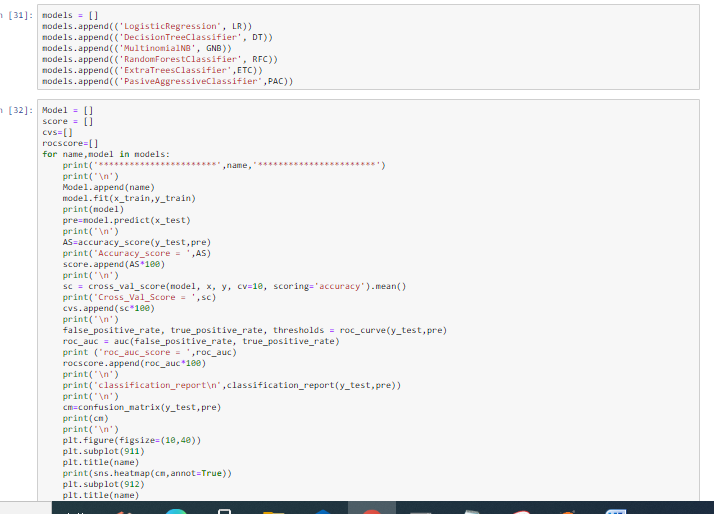 [31]:
models = []
models.append(('LogisticRegression', LR))
models.append(('DecisionTreeClassifier', DT))
models.append(('MultinomialNB', GNB))
models.append(('RandomForestClassifier', RFC))
models.append(('ExtraTreesClassifier',ETC))
models.append(('PasiveAggressiveClassifier',PAC))
[32]:
Model = []
score = []
cvs=[]
rocscore=[]
for name,model in models:
    print('***********************',name,'***********************')
    print('\n')
    Model.append(name)
    model.fit(x_train,y_train)
    print(model)
    pre=model.predict(x_test)
    print('\n')
    AS=accuracy_score(y_test,pre)
    print('Accuracy_score = ',AS)
    score.append(AS*100)
    print('\n')
    sc = cross_val_score(model, x, y, cv=10, scoring='accuracy').mean()
    print('Cross_Val_Score = ',sc)
    cvs.append(sc*100)
    print('\n')
    false_positive_rate, true_positive_rate, thresholds = roc_curve(y_test,pre)
    roc_auc = auc(false_positive_rate, true_positive_rate)
    print ('roc_auc_score = ',roc_auc)
    rocscore.append(roc_auc*100)
    print('\n')
    print('classification_report\n',classification_report(y_test,pre))
    print('\n')
    cm=confusion_matrix(y_test,pre)
    print(cm)
    print('\n')
    plt.figure(figsize=(10,40))
    plt.subplot(911)
    plt.title(name)
    print(sns.heatmap(cm,annot=True))
    plt.subplot(912)
    plt.title(name)